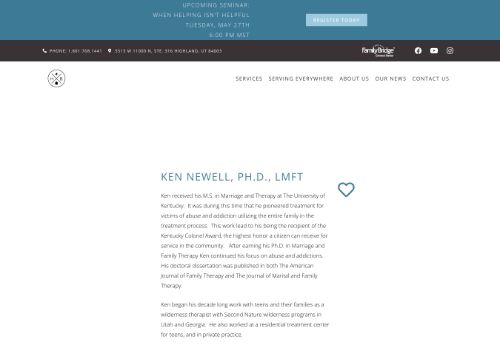 UPCOMING SEMINAR:
WHEN HELPING ISN'T HELPFUL
TUESDAY, MAY 27TH
6:00 PM MST
REGISTER TODAY
PHONE: 1.801.768.1441
5513 W 11000 N, STE. 316 HIGHLAND, UT 84003
FamilyBridge
SERVICES
SERVING EVERYWHERE
ABOUT US
OUR NEWS
CONTACT US
KEN NEWELL, PH.D., LMFT
Ken received his M.S. in Marriage and Therapy at The University of
Kentucky. It was during this time that he pioneered treatment for
victims of abuse and addiction utilizing the entire family in the
treatment process. This work lead to his being the recipient of the
Kentucky Colonel Award, the highest honor a citizen can receive for
service in the community. After earning his Ph.D. in Marriage and
Family Therapy Ken continued his focus on abuse and addictions.
His doctoral dissertation was published in both The American
Journal of Family Therapy and The Journal of Marital and Family
Therapy.
Ken began his decade long work with teens and their families as a
wilderness therapist with Second Nature wilderness programs in
Utah and Georgia. He also worked at a residential treatment center
for teens, and in private practice.